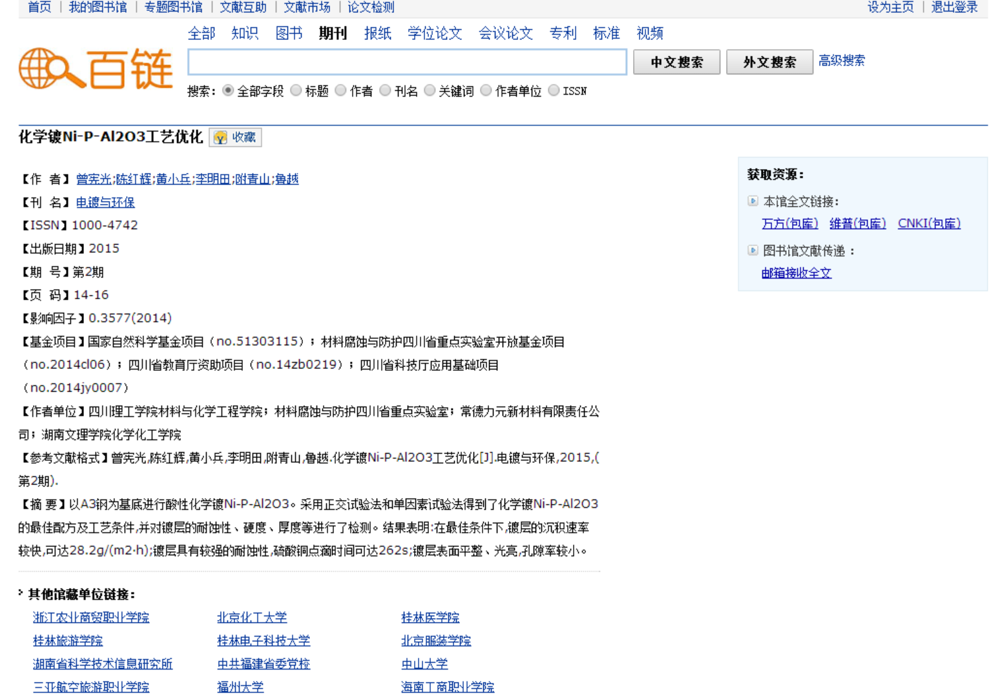 首页 | 我的图书馆 | 专题图书馆 | 文献互助 | 文献市场 | 论文检测
设为主页 | 退出登录
全部 知识 图书 期刊 报纸 学位论文 会议论文 专利 标准 视频
百链
中文搜索 外文搜索 高级搜索
搜索: 全部字段 标题 作者 刊名 关键词 作者单位 ISSN
化学镀Ni-P-Al2O3工艺优化 收藏
【作 者】曾宪光;陈红辉;黄小兵;李明田;附青山;鲁越
【刊 名】电镀与环保
【ISSN】1000-4742
【出版日期】2015
【期 号】第2期
【页 码】14-16
【影响因子】0.3577(2014)
【基金项目】国家自然科学基金项目（no.51303115）；材料腐蚀与防护四川省重点实验室开放基金项目
（no.2014cl06）；四川省教育厅资助项目（no.14zb0219）；四川省科技厅应用基础项目
（no.2014jy0007）
【作者单位】四川理工学院材料与化学工程学院；材料腐蚀与防护四川省重点实验室；常德力元新材料有限责任公
司；湖南文理学院化学化工学院
【参考文献格式】曾宪光,陈红辉,黄小兵,李明田,附青山,鲁越.化学镀Ni-P-Al2O3工艺优化[J].电镀与环保,2015,(
第2期).
【摘 要】以A3钢为基底进行酸性化学镀Ni-P-Al2O3。采用正交试验法和单因素试验法得到了化学镀Ni-P-Al2O3
的最佳配方及工艺条件,并对镀层的耐蚀性、硬度、厚度等进行了检测。结果表明:在最佳条件下,镀层的沉积速率
较快,可达28.2g/(m2·h);镀层具有较强的耐蚀性,硫酸铜点滴时间可达262s;镀层表面平整、光亮,孔隙率较小。
获取资源:
本馆全文链接:
万方(包库) 维普(包库) CNKI(包库)
图书馆文献传递：
邮箱接收全文
其他馆藏单位链接:
浙江农业商贸职业学院 北京化工大学 桂林医学院
桂林旅游学院 桂林电子科技大学 北京服装学院
湖南省科学技术信息研究所 中共福建省委党校 中山大学
三亚航空旅游职业学院 福州大学 海南工商职业学院